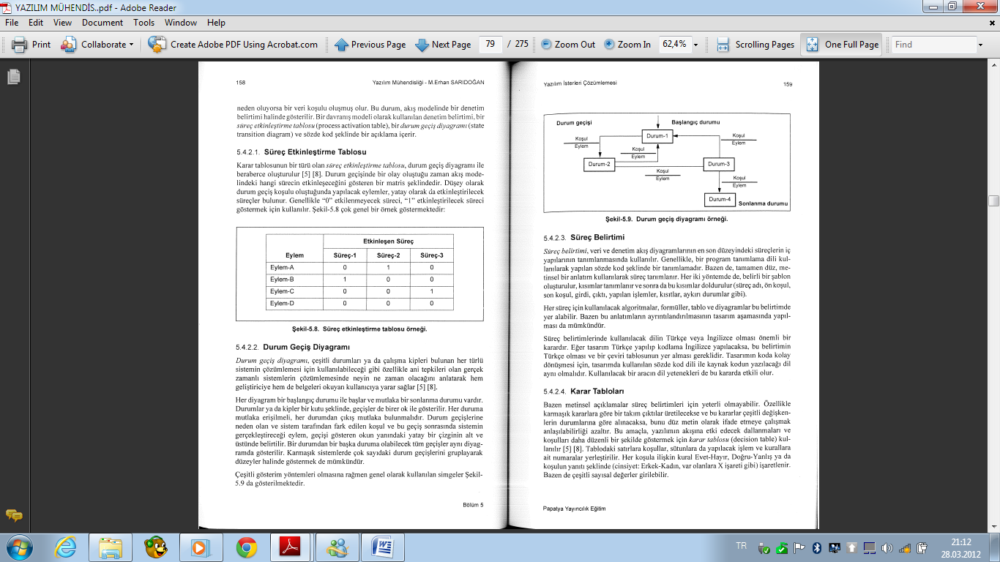 YAZILIM MÜHENDİS..pdf - Adobe Reader
File Edit View Document Tools Window Help
Print Collaborate Create Adobe PDF Using Acrobat.com Previous Page Next Page 79 / 275 Zoom Out Zoom In 62,4% Scrolling Pages One Full Page Find
158 Yazılım Mühendisliği - M.Erhan SARIDOĞAN
neden oluyorsa bir veri koşulu oluşmuş olur. Bu durum, akış modelinde bir denetim
belirtimi halinde gösterilir. Bir davranış modeli olarak kullanılan denetim belirtimi, bir
süreç etkinleştirme tablosu (process activation table), bir durum geçiş diyagramı (state
transition diagram) ve sözde kod şeklinde bir açıklama içerir.
5.4.2.1. Süreç Etkinleştirme Tablosu
Karar tablosunun bir türü olan süreç etkinleştirme tablosu, durum geçiş diyagramı ile
beraberce oluşturulur [5] [8]. Durum geçişinde bir olay oluştuğu zaman akış mode-
lindeki hangi sürecin etkinleşeceğini gösteren bir matris şeklindedir. Düşey olarak
durum geçiş koşulu oluştuğunda yapılacak eylemler, yatay olarak da etkinleştirilecek
süreçler bulunur. Genellikle “0” etkilenmeyecek süreci, “1” etkinleştirilecek süreci
göstermek için kullanılır. Şekil-5.8 çok genel bir örnek göstermektedir:
Etkinleşen Süreç
Eylem Süreç-1 Süreç-2 Süreç-3
Eylem-A 0 1 0
Eylem-B 1 0 0
Eylem-C 0 0 1
Eylem-D 0 0 0
Şekil-5.8. Süreç etkinleştirme tablosu örneği.
5.4.2.2. Durum Geçiş Diyagramı
Durum geçiş diyagramı, çeşitli durumları ya da çalışma kipleri bulunan her türlü
sistemin çözümlemesi için kullanılabileceği gibi özellikle ani tepkileri olan gerçek
zamanlı sistemlerin çözümlemesinde neyin ne zaman olacağını anlatarak hem
geliştiriciye hem de belgeleri okuyan kullanıcıya yarar sağlar [5] [8].
Her diyagram bir başlangıç durumu ile başlar ve mutlaka bir sonlanma durumu vardır.
Durumlar ya da kipler bir kutu şeklinde, geçişler de birer ok ile gösterilir. Her duruma
mutlaka erişilmeli, her durumdan çıkış mutlaka bulunmalıdır. Durum geçişlerine
neden olan ve sistem tarafından fark edilen koşul ve bu geçiş sonrasında sistemin
gerçekleştireceği eylem, geçişi gösteren okun yanındaki yatay bir çizginin alt ve
üstünde belirtilir. Bir durumdan bir başka duruma olabilecek tüm geçişler aynı diyag-
ramda gösterilir. Karmaşık sistemlerde çok sayıdaki durum geçişlerini gruplayarak
düzeyler halinde göstermek de mümkündür.
Çeşitli gösterim yöntemleri olmasına rağmen genel olarak kullanılan simgeler Şekil-
5.9 da gösterilmektedir.
Bölüm 5
Yazılım İsterleri Çözümlemesi 159
Durum geçişi Başlangıç durumu
Durum-1
Koşul
Eylem
Koşul
Eylem
Koşul
Eylem
Durum-2 Durum-3
Koşul
Eylem
Koşul
Eylem
Durum-4 Sonlanma durumu
Şekil-5.9. Durum geçiş diyagramı örneği.
5.4.2.3. Süreç Belirtimi
Süreç belirtimi, veri ve denetim akış diyagramlarının en son düzeyindeki süreçlerin iç
yapılarının tanımlanmasında kullanılır. Genellikle, bir program tanımlama dili kul-
lanılarak yapılan sözde kod şeklinde bir tanımlamadır. Bazen de, tamamen düz, me-
tinsel bir anlatım kullanılarak süreç tanımlanır. Her iki yöntemde de, belirli bir şablon
oluşturulur, kısımlar tanımlanır ve sonra da bu kısımlar doldurulur (süreç adı, ön koşul,
son koşul, girdi, çıktı, yapılan işlemler, kısıtlar, aykırı durumlar gibi).
Her süreç için kullanılacak algoritmalar, formüller, tablo ve diyagramlar bu belirtimde
yer alabilir. Bazen bu anlatımların ayrıntılandırılmasının tasarım aşamasında yapıl-
ması da mümkündür.
Süreç belirtimlerinde kullanılacak dilin Türkçe veya İngilizce olması önemli bir
karardır. Eğer tasarım Türkçe yapılıp kodlama İngilizce yapılacaksa, bu belirtimin
Türkçe olması ve bir çeviri tablosunun yer alması gereklidir. Tasarımın koda kolay
dönüşmesi için, tasarımda kullanılan sözde kod dili ile kaynak kodun yazılacağı dil
aynı olmalıdır. Kullanılacak bir aracın dil yetenekleri de bu kararda etkili olur.
5.4.2.4. Karar Tabloları
Bazen metinsel açıklamalar süreç belirtimleri için yeterli olmayabilir. Özellikle
karmaşık kararlara göre bir takım çıktılar üretilecekse ve bu kararlar çeşitli değişken-
lerin durumlarına göre alınacaksa, bunu düz metin olarak ifade etmeye çalışmak
anlaşılabilirliği azaltır. Bu amaçla, yazılımın akışına etki edecek dallanmaları ve
koşulları daha düzenli bir şekilde göstermek için karar tablosu (decision table) kul-
lanılır [5] [8]. Tablodaki satırlara koşullar, sütunlara da yapılacak işlem ve kurallara
ait numaralar yerleştirilir. Her koşula ilişkin kural Evet-Hayır, Doğru-Yanlış ya da
koşulun yanıtı şeklinde (cinsiyet: Erkek-Kadın, var olanlara X işareti gibi) işaretlenir.
Bazen de çeşitli sayısal değerler girilebilir.
Papatya Yayıncılık Eğitim
TR 21:12
28.03.2012